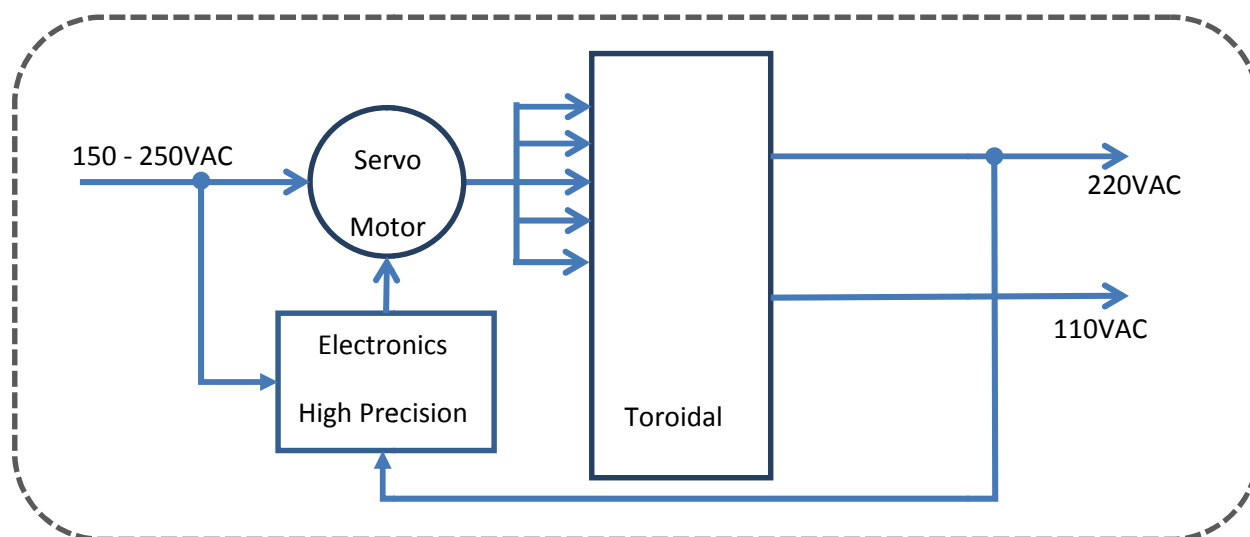 150 - 250VAC
Servo
Motor
Electronics
High Precision
Toroidal
220VAC
110VAC